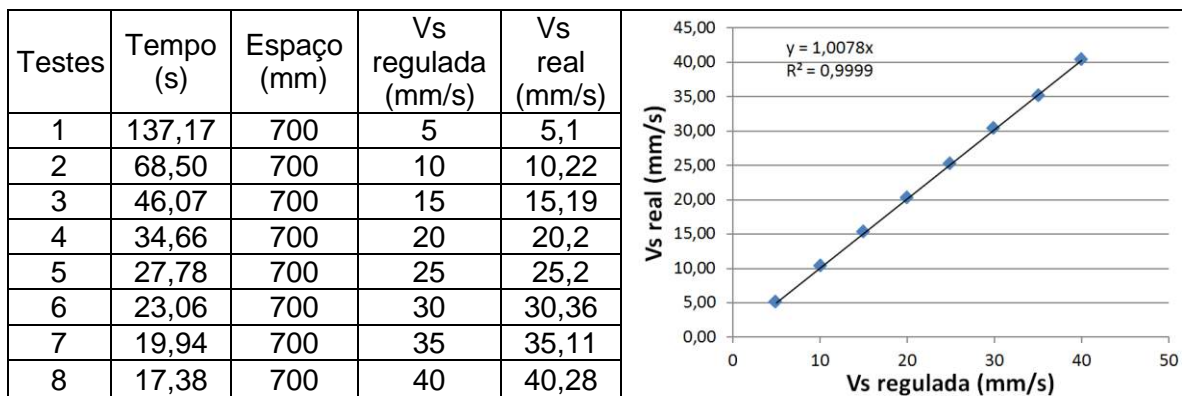 Testes Tempo (s) Espaço (mm) Vs regulada (mm/s) Vs real (mm/s)
1 137,17 700 5 5,1
2 68,50 700 10 10,22
3 46,07 700 15 15,19
4 34,66 700 20 20,2
5 27,78 700 25 25,2
6 23,06 700 30 30,36
7 19,94 700 35 35,11
8 17,38 700 40 40,28
y = 1,0078x
R² = 0,9999
Vs real (mm/s)
45,00
40,00
35,00
30,00
25,00
20,00
15,00
10,00
5,00
0,00
0 10 20 30 40 50
Vs regulada (mm/s)